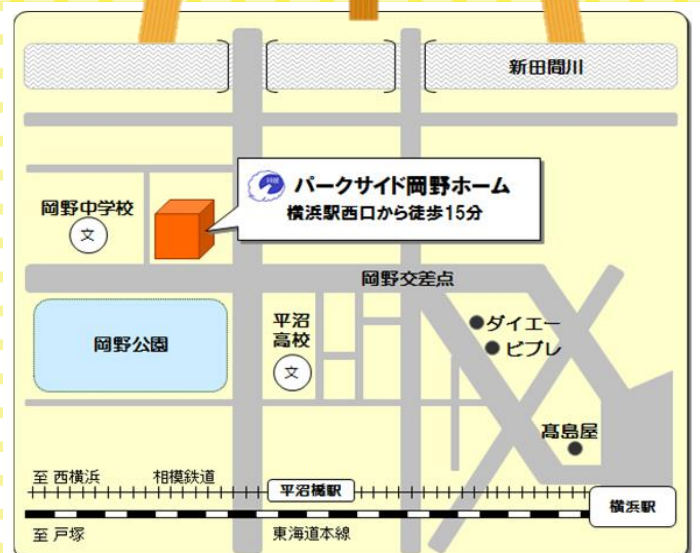 新田間川
パークサイド岡野ホーム
横浜駅西口から徒歩15分
岡野中学校
文
岡野交差点
岡野公園
平沼
高校
文
ダイエー
ビブレ
髙島屋
至 西横浜
相模鉄道
平沼橋駅
横浜駅
至 戸塚
東海道本線